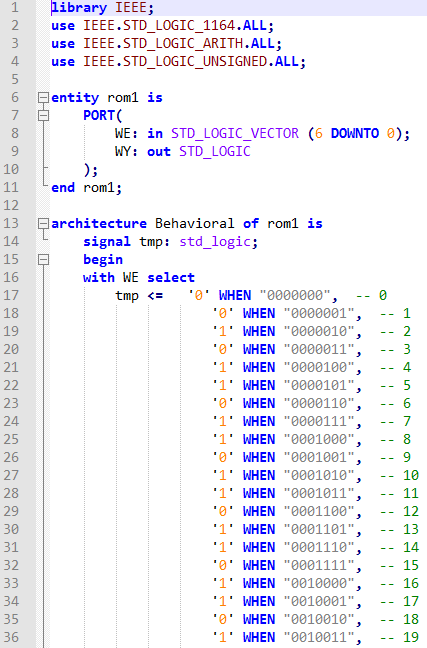 1 library IEEE;
2 use IEEE.STD_LOGIC_1164.ALL;
3 use IEEE.STD_LOGIC_ARITH.ALL;
4 use IEEE.STD_LOGIC_UNSIGNED.ALL;
5
6 entity rom1 is
7 PORT(
8 WE: in STD_LOGIC_VECTOR (6 DOWNTO 0);
9 WY: out STD_LOGIC
10 );
11 end rom1;
12
13 architecture Behavioral of rom1 is
14 signal tmp: std_logic;
15 begin
16 with WE select
17 tmp <= '0' WHEN "0000000", -- 0
18 '0' WHEN "0000001", -- 1
19 '1' WHEN "0000010", -- 2
20 '0' WHEN "0000011", -- 3
21 '1' WHEN "0000100", -- 4
22 '1' WHEN "0000101", -- 5
23 '0' WHEN "0000110", -- 6
24 '1' WHEN "0000111", -- 7
25 '1' WHEN "0001000", -- 8
26 '0' WHEN "0001001", -- 9
27 '1' WHEN "0001010", -- 10
28 '1' WHEN "0001011", -- 11
29 '0' WHEN "0001100", -- 12
30 '1' WHEN "0001101", -- 13
31 '1' WHEN "0001110", -- 14
32 '0' WHEN "0001111", -- 15
33 '1' WHEN "0010000", -- 16
34 '1' WHEN "0010001", -- 17
35 '0' WHEN "0010010", -- 18
36 '1' WHEN "0010011", -- 19